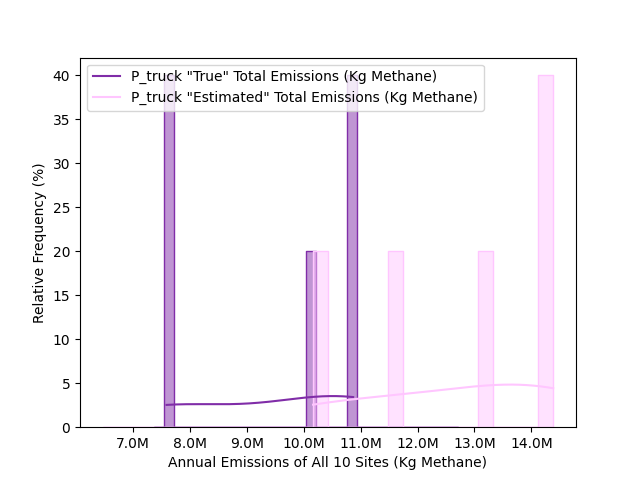 P_truck "True" Total Emissions (Kg Methane)
P_truck "Estimated" Total Emissions (Kg Methane)
40
35
30
25
20
15
10
5
0
Relative Frequency (%)
7.0M 8.0M 9.0M 10.0M 11.0M 12.0M 13.0M 14.0M
Annual Emissions of All 10 Sites (Kg Methane)